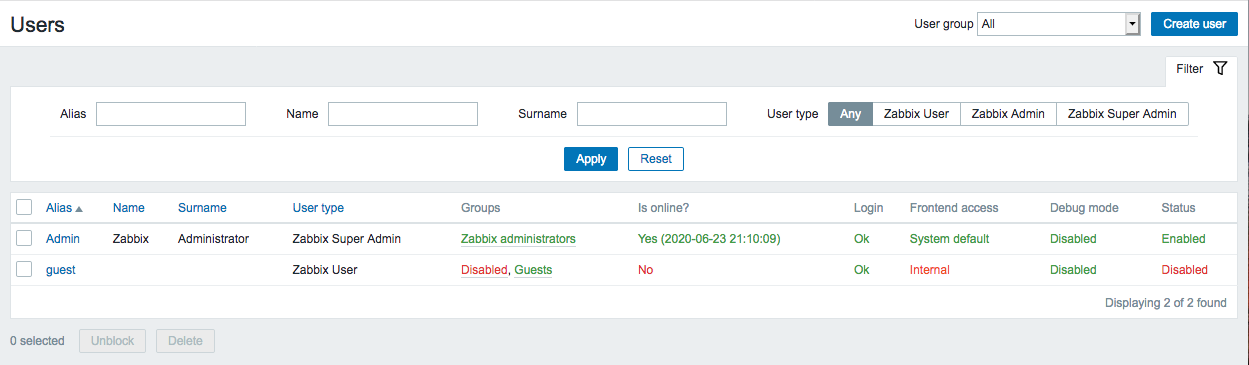 Users User group All Create user
Filter
Alias Name Surname User type Any Zabbix User Zabbix Admin Zabbix Super Admin
Apply Reset
Alias Name Surname User type Groups Is online? Login Frontend access Debug mode Status
Admin Zabbix Administrator Zabbix Super Admin Zabbix administrators Yes (2020-06-23 21:10:09) Ok System default Disabled Enabled
guest Zabbix User Disabled, Guests No Ok Internal Disabled Disabled
Displaying 2 of 2 found
0 selected Unblock Delete